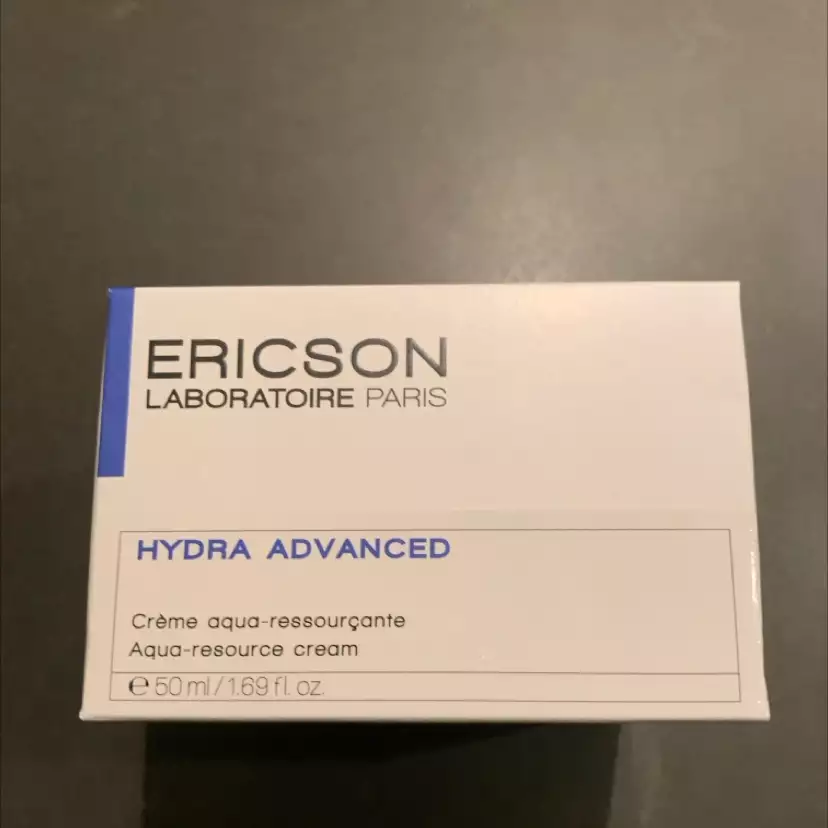 ERICSON
LABORATOIRE PARIS
HYDRA ADVANCED
Crème aqua-ressourçante
Aqua-resource cream
℮ 50 ml / 1.69 fl. oz.